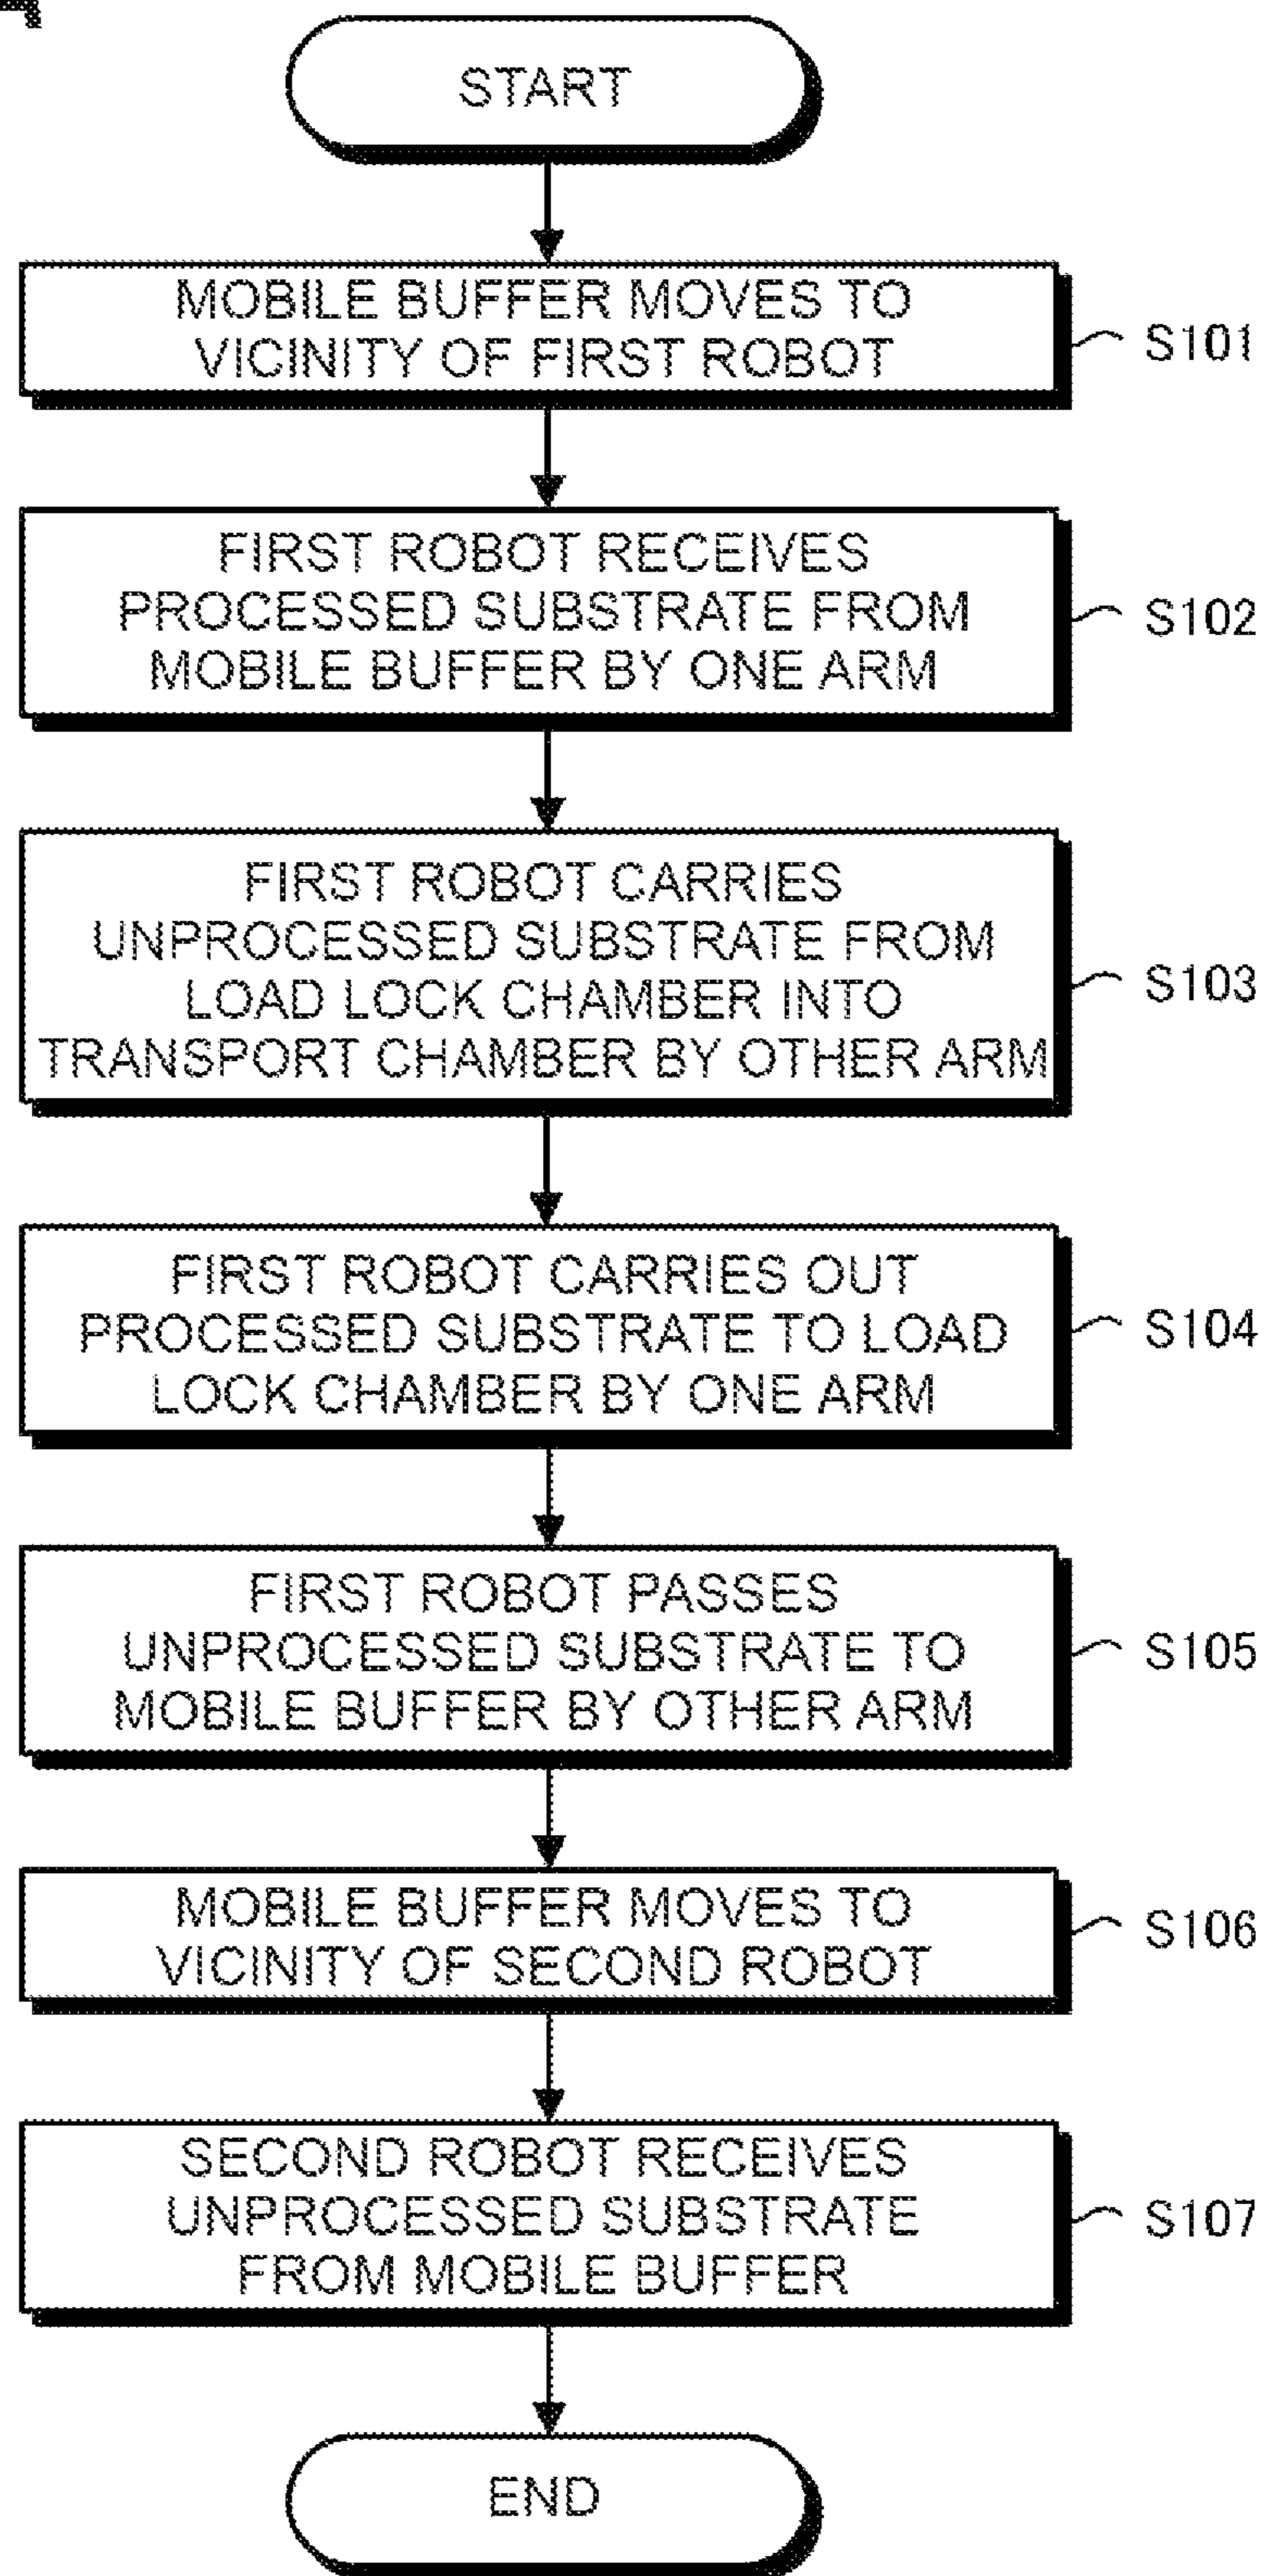 START
MOBILE BUFFER MOVES TO
VICINITY OF FIRST ROBOT
S101
FIRST ROBOT RECEIVES
PROCESSED SUBSTRATE FROM
MOBILE BUFFER BY ONE ARM
S102
FIRST ROBOT CARRIES
UNPROCESSED SUBSTRATE FROM
LOAD LOCK CHAMBER INTO
TRANSPORT CHAMBER BY OTHER ARM
S103
FIRST ROBOT CARRIES OUT
PROCESSED SUBSTRATE TO LOAD
LOCK CHAMBER BY ONE ARM
S104
FIRST ROBOT PASSES
UNPROCESSED SUBSTRATE TO
MOBILE BUFFER BY OTHER ARM
S105
MOBILE BUFFER MOVES TO
VICINITY OF SECOND ROBOT
S106
SECOND ROBOT RECEIVES
UNPROCESSED SUBSTRATE
FROM MOBILE BUFFER
S107
END